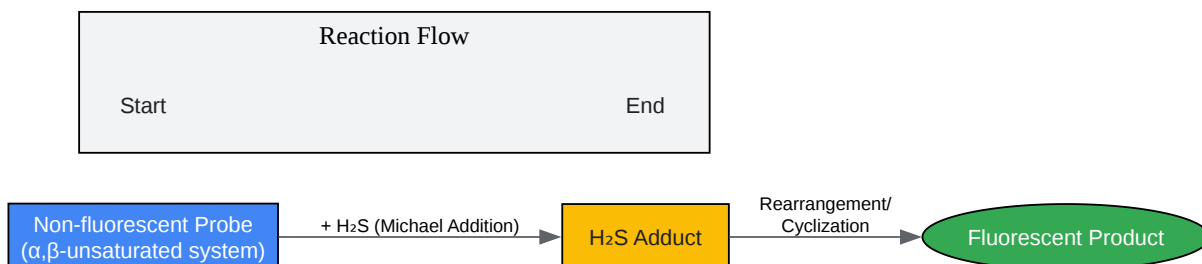 Reaction Flow
Start
End
Non-fluorescent Probe
(α,β-unsaturated system)
+ H₂S (Michael Addition)
H₂S Adduct
Rearrangement/
Cyclization
Fluorescent Product